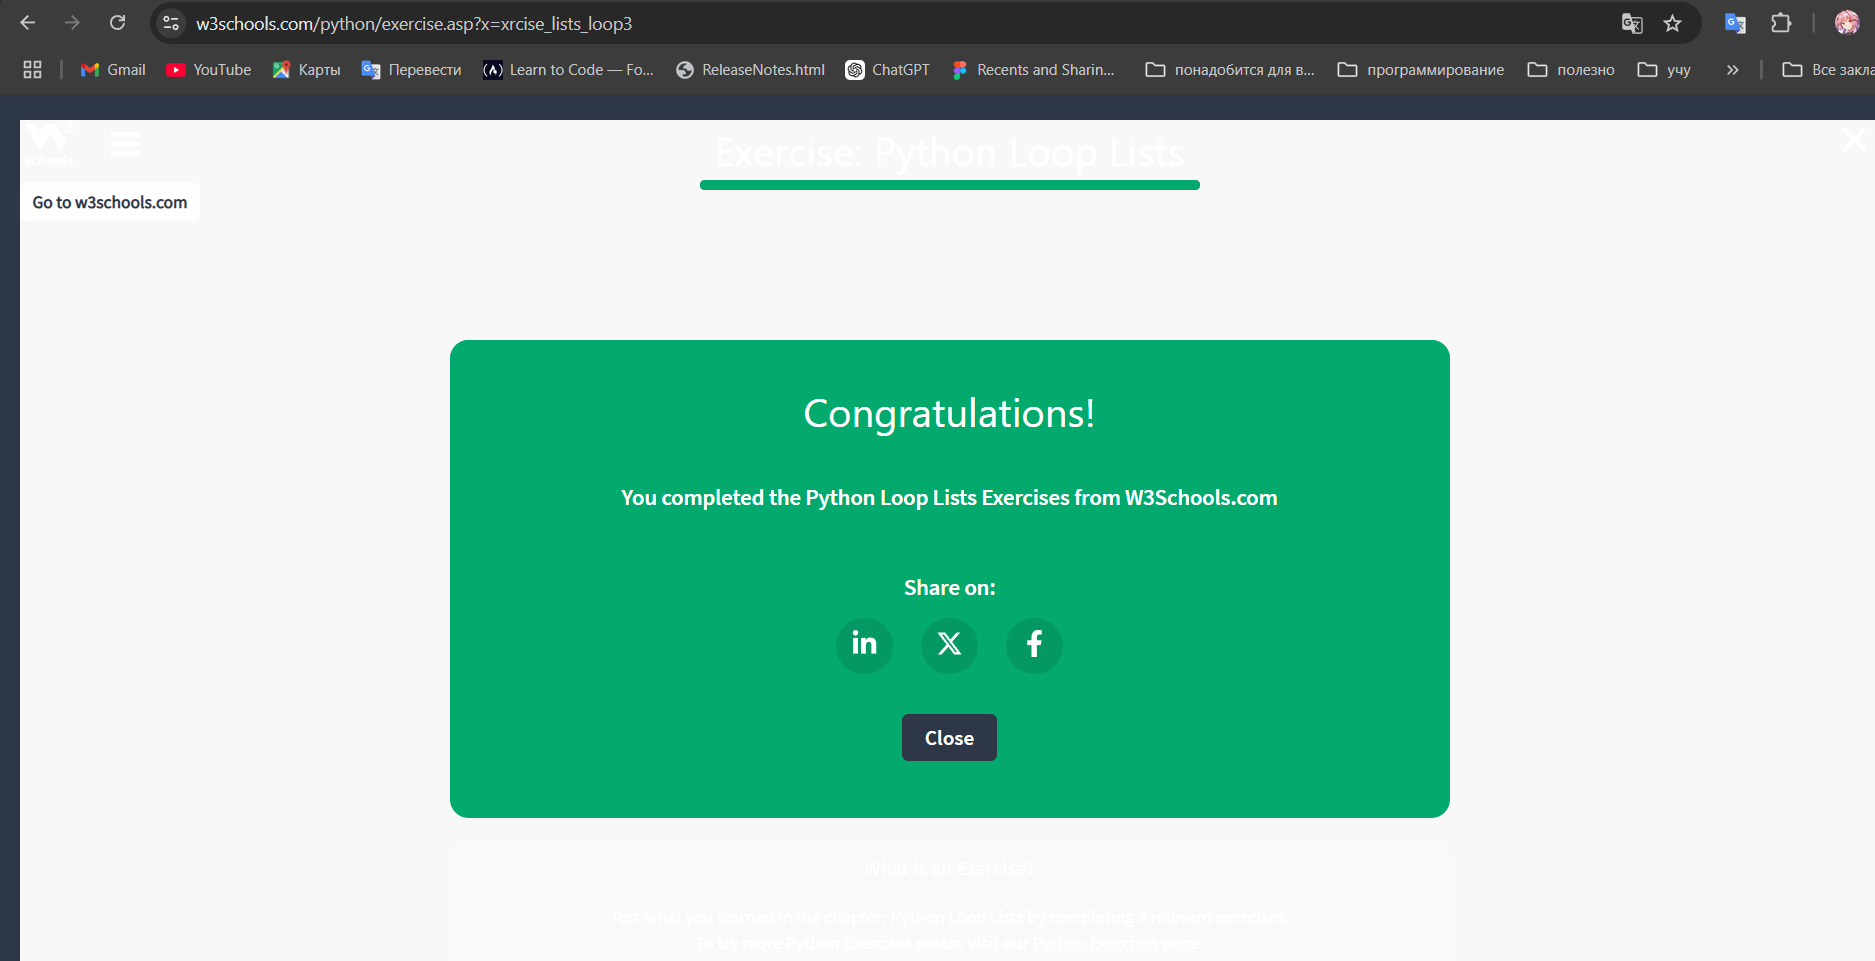 w3schools.com/python/exercise.asp?x=xrcise_lists_loop3
Gmail YouTube Карты Перевести Learn to Code — Fo... ReleaseNotes.html ChatGPT Recents and Sharin... понадобится для в... программирование полезно учу » Все закла
W3
schools
Exercise: Python Loop Lists
Go to w3schools.com
Congratulations!
You completed the Python Loop Lists Exercises from W3Schools.com
Share on:
in X f
Close
What is an Exercise?
Test what you learned in the chapter: Python Loop Lists by completing 3 relevant exercises.
To try more Python Exercises please visit our Python Exercises page.